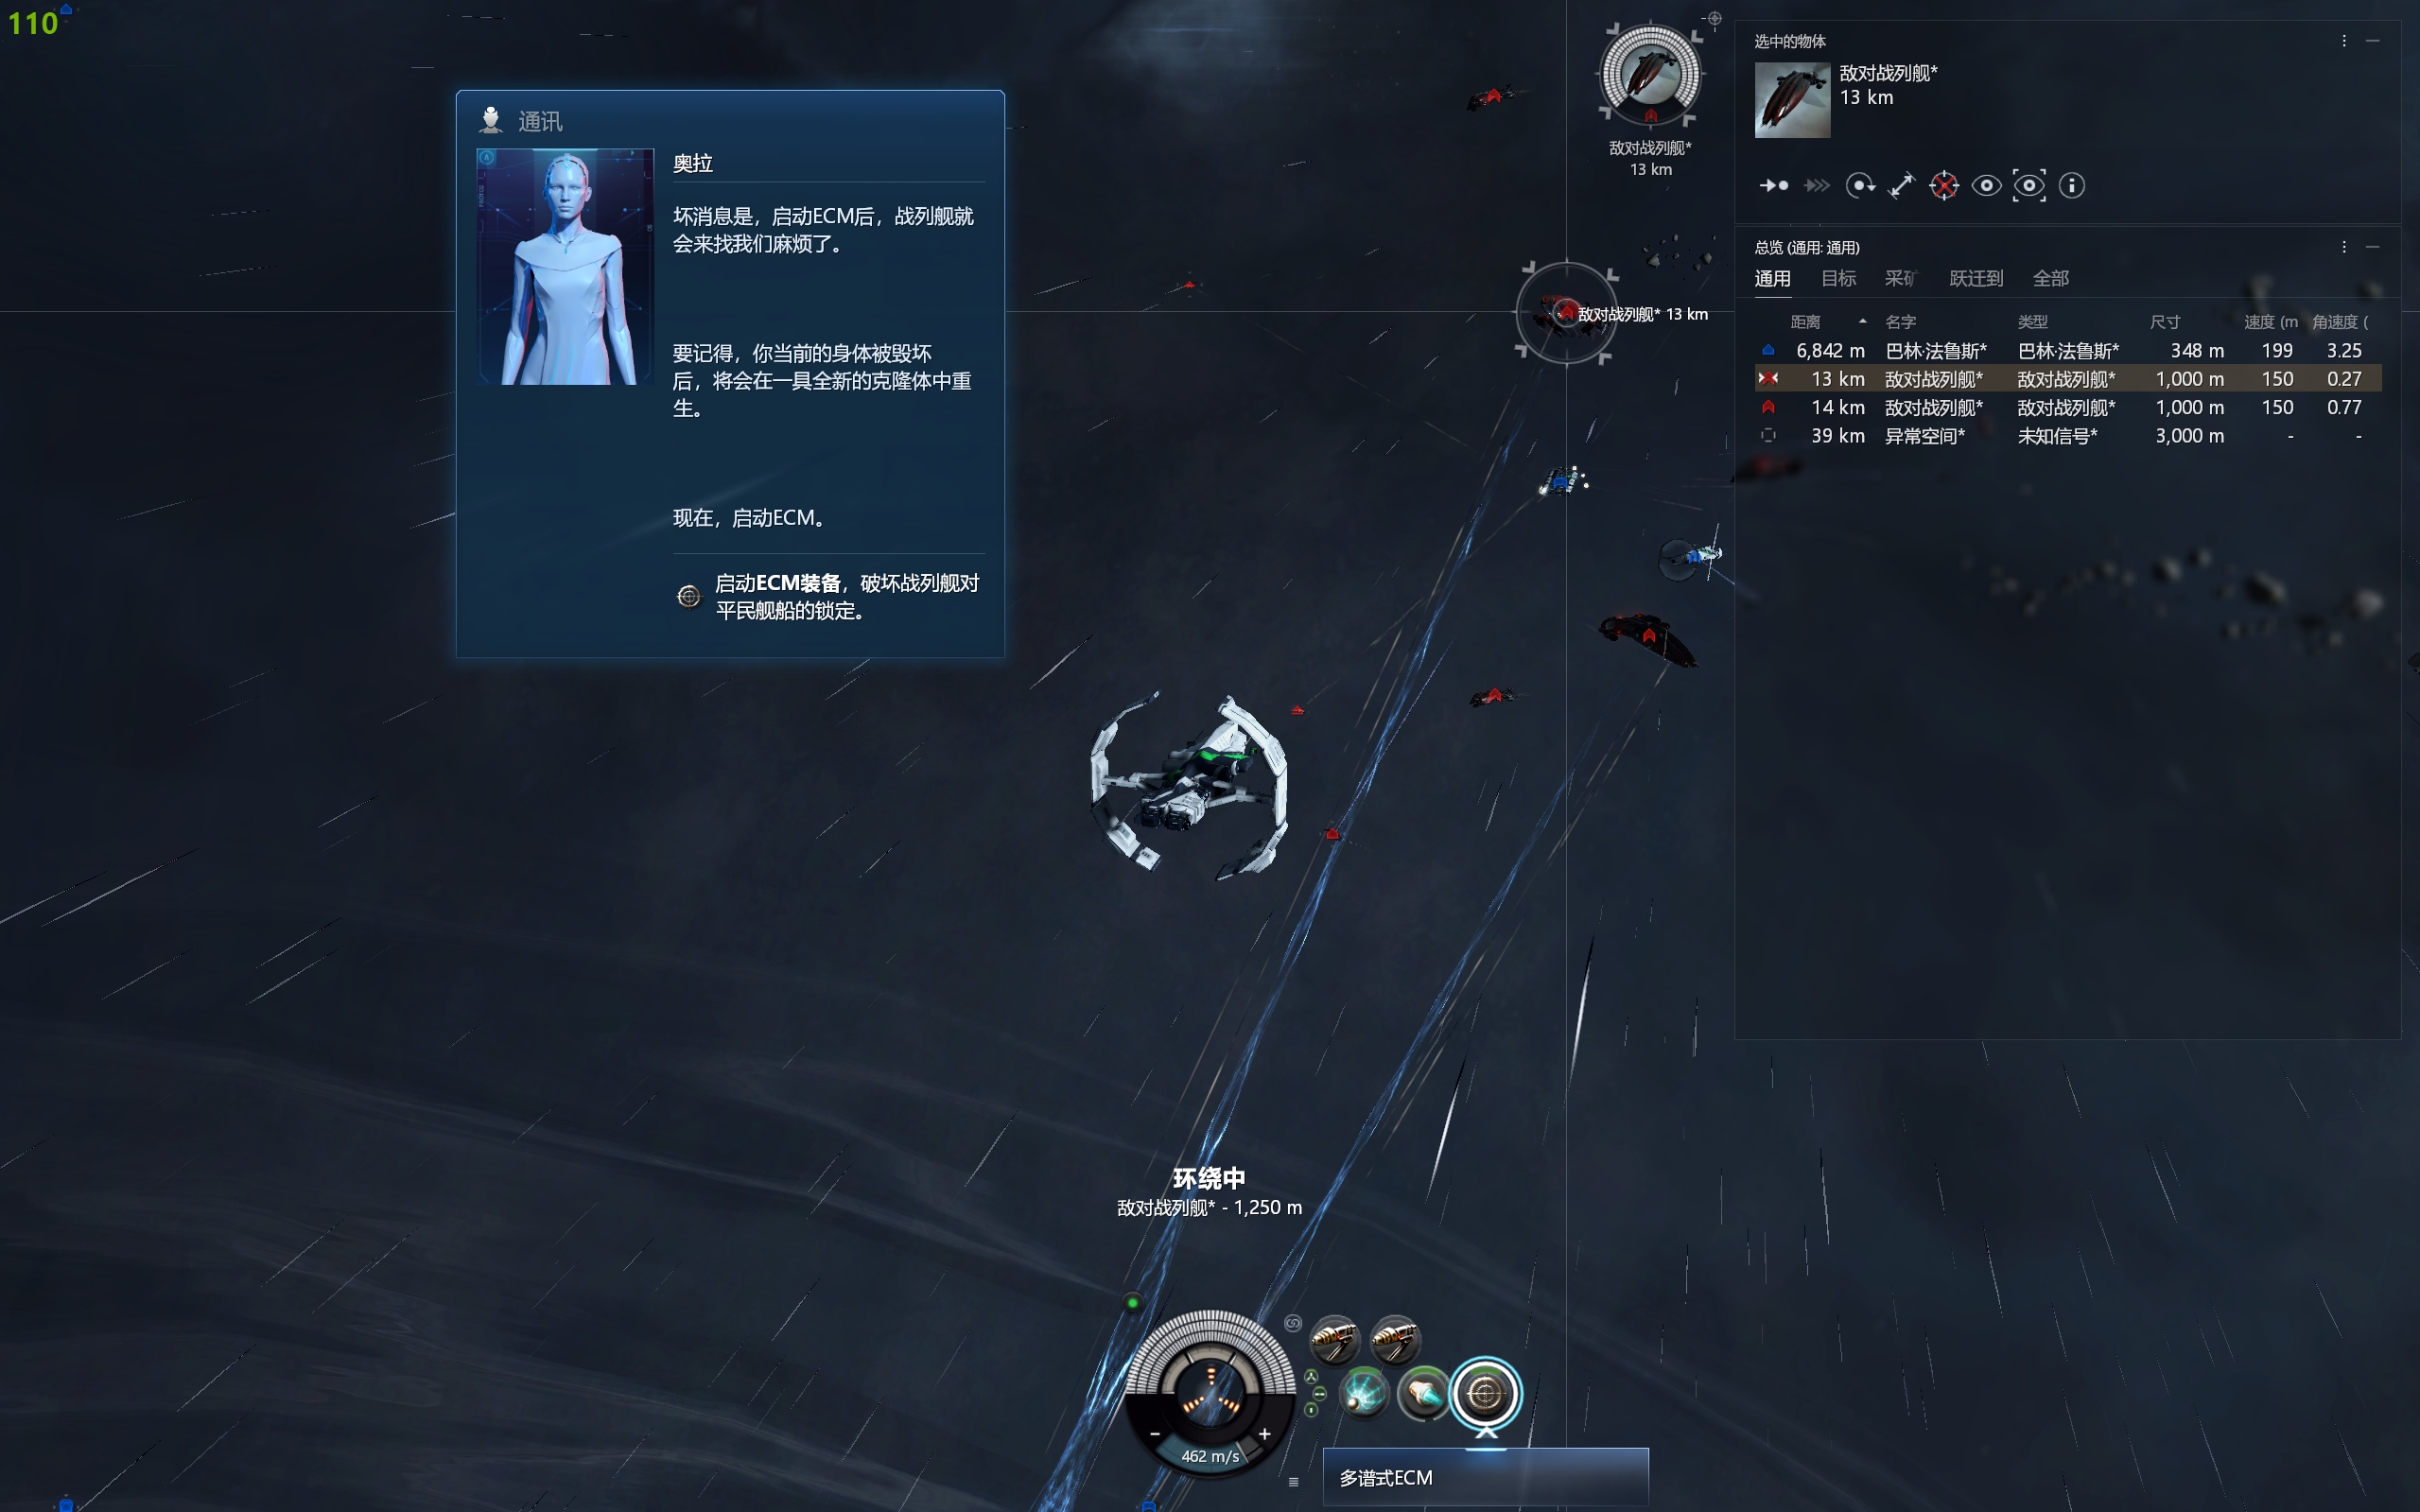 110
通讯
奥拉
坏消息是，启动ECM后，战列舰就
会来找我们麻烦了。
要记得，你当前的身体被毁坏
后，将会在一具全新的克隆体中重
生。
现在，启动ECM。
启动ECM装备，破坏战列舰对
平民舰船的锁定。
敌对战列舰*
13 km
敌对战列舰* 13 km
选中的物体
敌对战列舰*
13 km
总览 (通用: 通用)
通用 目标 采矿 跃迁到 全部
距离 名字 类型 尺寸 速度 (m 角速度 (
6,842 m 巴林·法鲁斯* 巴林·法鲁斯* 348 m 199 3.25
13 km 敌对战列舰* 敌对战列舰* 1,000 m 150 0.27
14 km 敌对战列舰* 敌对战列舰* 1,000 m 150 0.77
39 km 异常空间* 未知信号* 3,000 m - -
环绕中
敌对战列舰* - 1,250 m
462 m/s
多谱式ECM